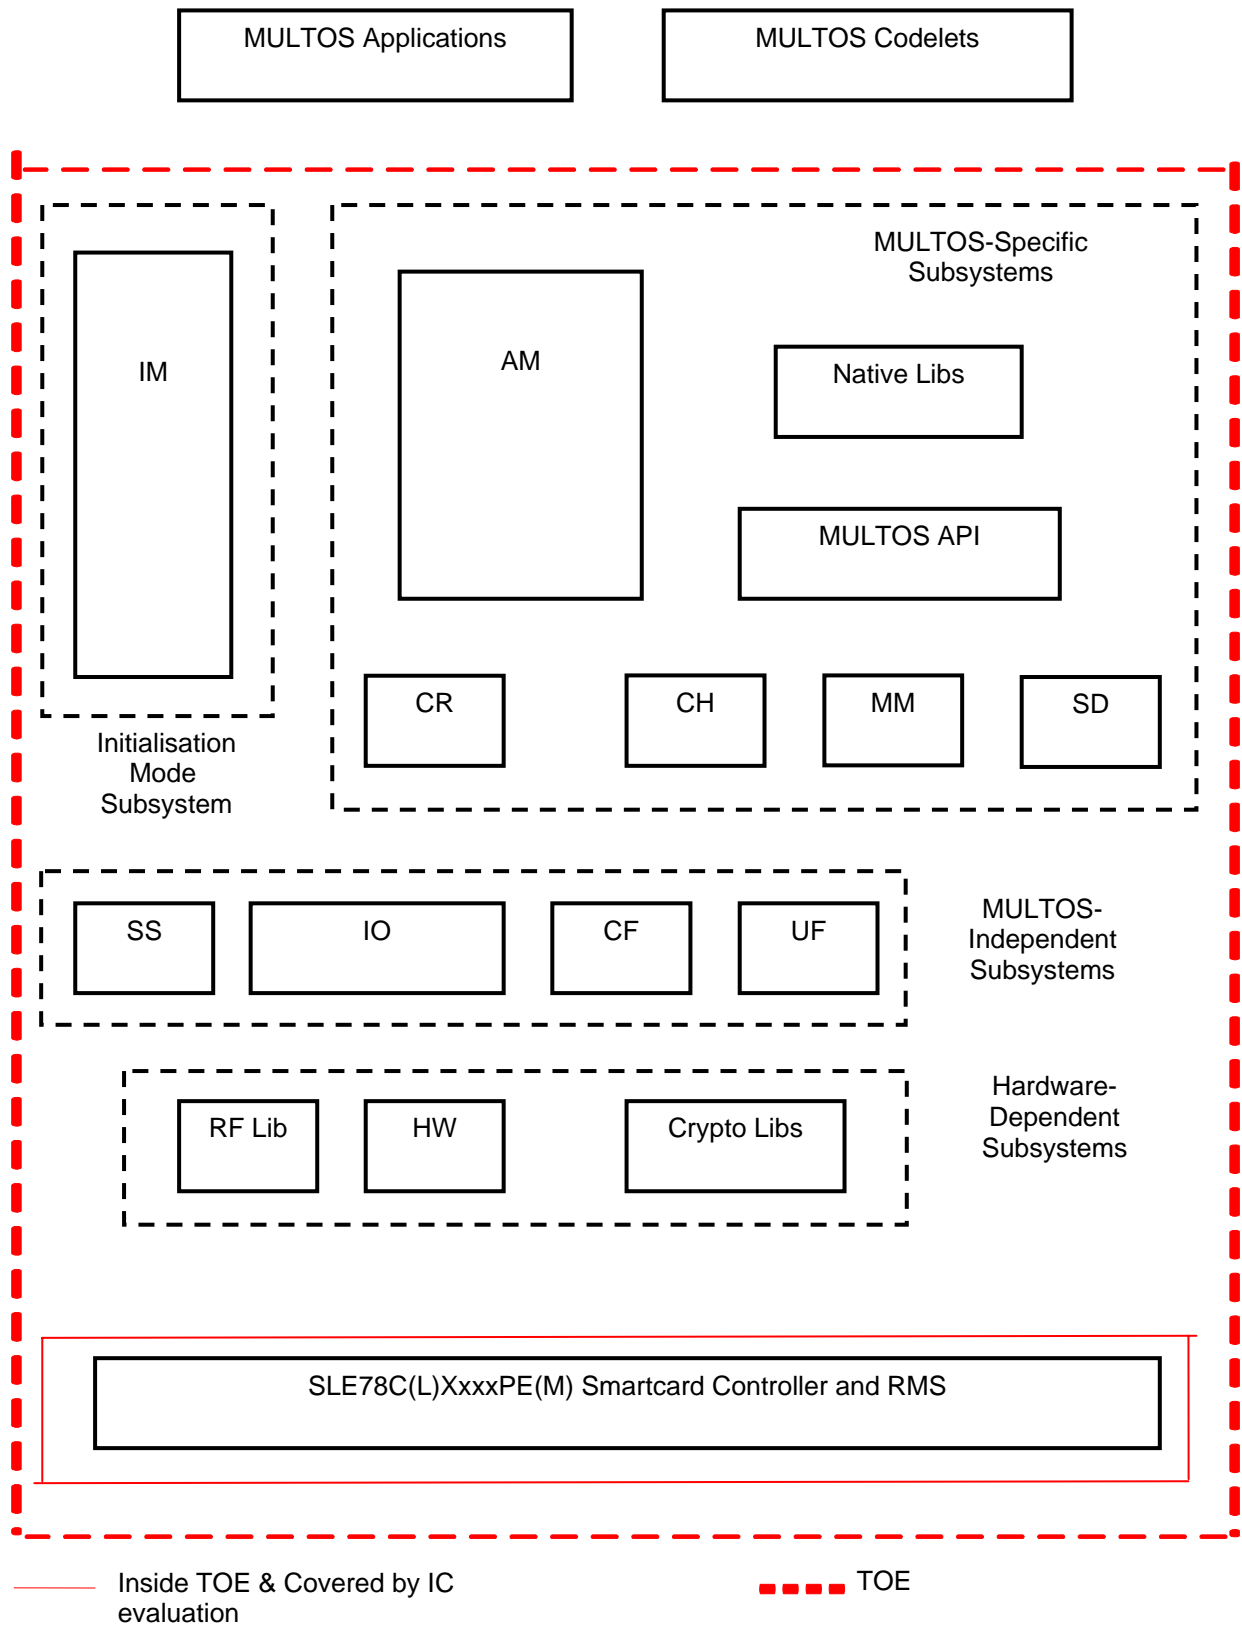 MULTOS Applications
MULTOS Codelets
MULTOS-Specific
Subsystems
IM
AM
Native Libs
MULTOS API
CR
CH
MM
SD
Initialisation
Mode
Subsystem
SS
IO
CF
UF
MULTOS-
Independent
Subsystems
RF Lib
HW
Crypto Libs
Hardware-
Dependent
Subsystems
SLE78C(L)XxxxPE(M) Smartcard Controller and RMS
Inside TOE & Covered by IC
evaluation
TOE